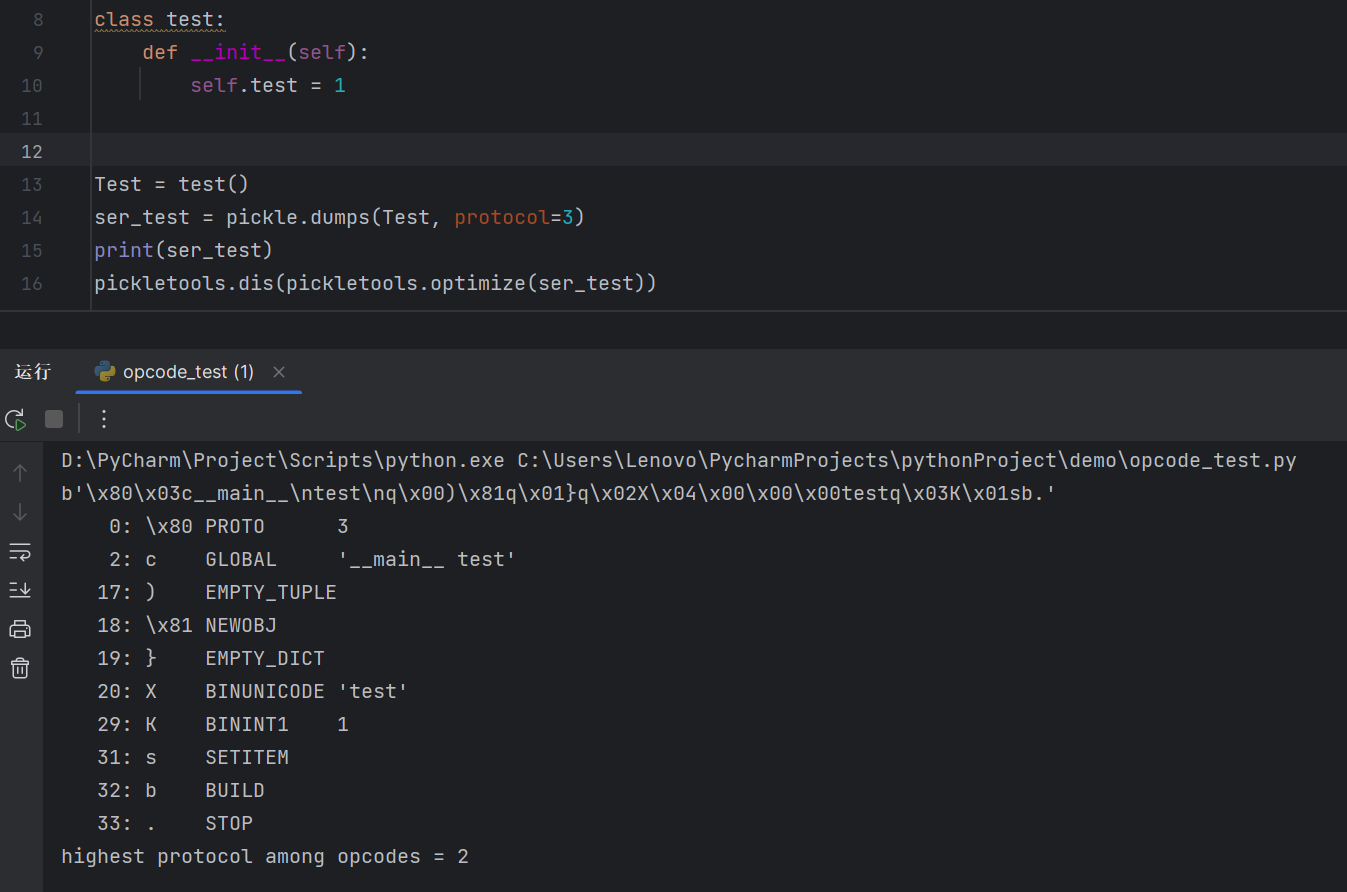 8 class test:
9     def __init__(self):
10         self.test = 1
11
12
13 Test = test()
14 ser_test = pickle.dumps(Test, protocol=3)
15 print(ser_test)
16 pickletools.dis(pickletools.optimize(ser_test))
运行 opcode_test (1)
D:\PyCharm\Project\Scripts\python.exe C:\Users\Lenovo\PycharmProjects\pythonProject\demo\opcode_test.py
b'\x80\x03c__main__\ntest\nq\x00)\x81q\x01}q\x02X\x04\x00\x00\x00testq\x03K\x01sb.'
    0: \x80 PROTO      3
    2: c    GLOBAL     '__main__ test'
   17: )    EMPTY_TUPLE
   18: \x81 NEWOBJ
   19: }    EMPTY_DICT
   20: X    BINUNICODE 'test'
   29: K    BININT1    1
   31: s    SETITEM
   32: b    BUILD
   33: .    STOP
highest protocol among opcodes = 2